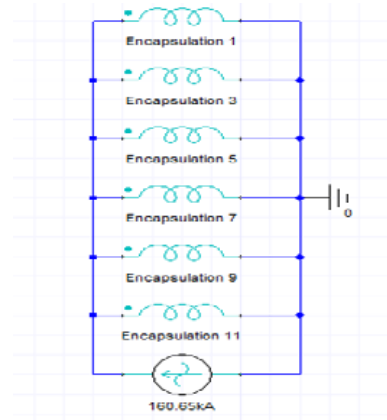 Encapsulation 1
Encapsulation 3
Encapsulation 5
Encapsulation 7
0
Encapsulation 9
Encapsulation 11
160.65kA